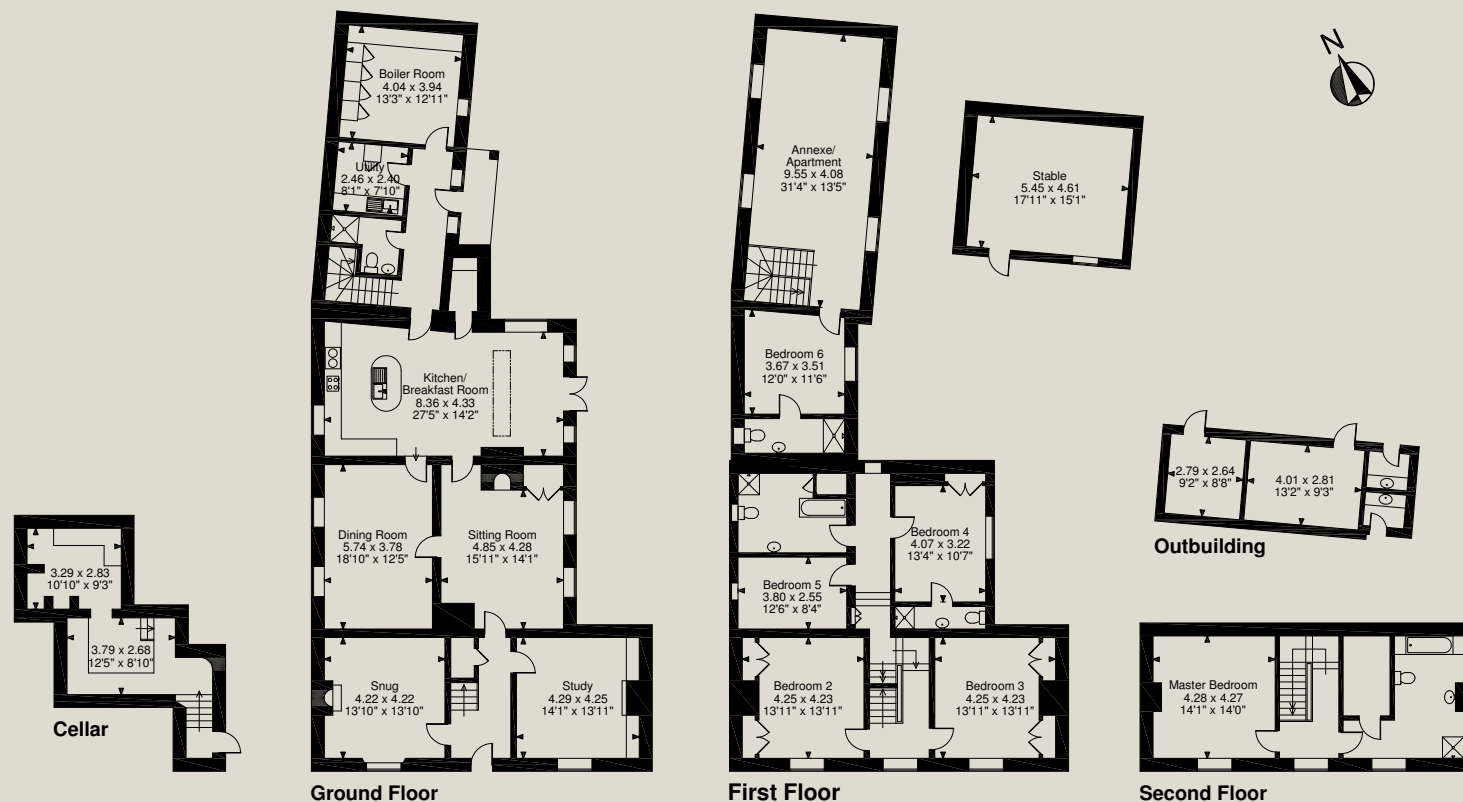 N
Boiler Room
4.04 x 3.94
13'3" x 12'11"
Utility
2.46 x 2.40
8'1" x 7'10"
Kitchen/
Breakfast Room
8.36 x 4.33
27'5" x 14'2"
Dining Room
5.74 x 3.78
18'10" x 12'5"
Sitting Room
4.85 x 4.28
15'11" x 14'1"
Snug
4.22 x 4.22
13'10" x 13'10"
Study
4.29 x 4.25
14'1" x 13'11"
Ground Floor
3.29 x 2.83
10'10" x 9'3"
3.79 x 2.68
12'5" x 8'10"
Cellar
Annexe/
Apartment
9.55 x 4.08
31'4" x 13'5"
Bedroom 6
3.67 x 3.51
12'0" x 11'6"
Bedroom 4
4.07 x 3.22
13'4" x 10'7"
Bedroom 5
3.80 x 2.55
12'6" x 8'4"
Bedroom 2
4.25 x 4.23
13'11" x 13'11"
Bedroom 3
4.25 x 4.23
13'11" x 13'11"
First Floor
Stable
5.45 x 4.61
17'11" x 15'1"
2.79 x 2.64
9'2" x 8'8"
4.01 x 2.81
13'2" x 9'3"
Outbuilding
Master Bedroom
4.28 x 4.27
14'1" x 14'0"
Second Floor